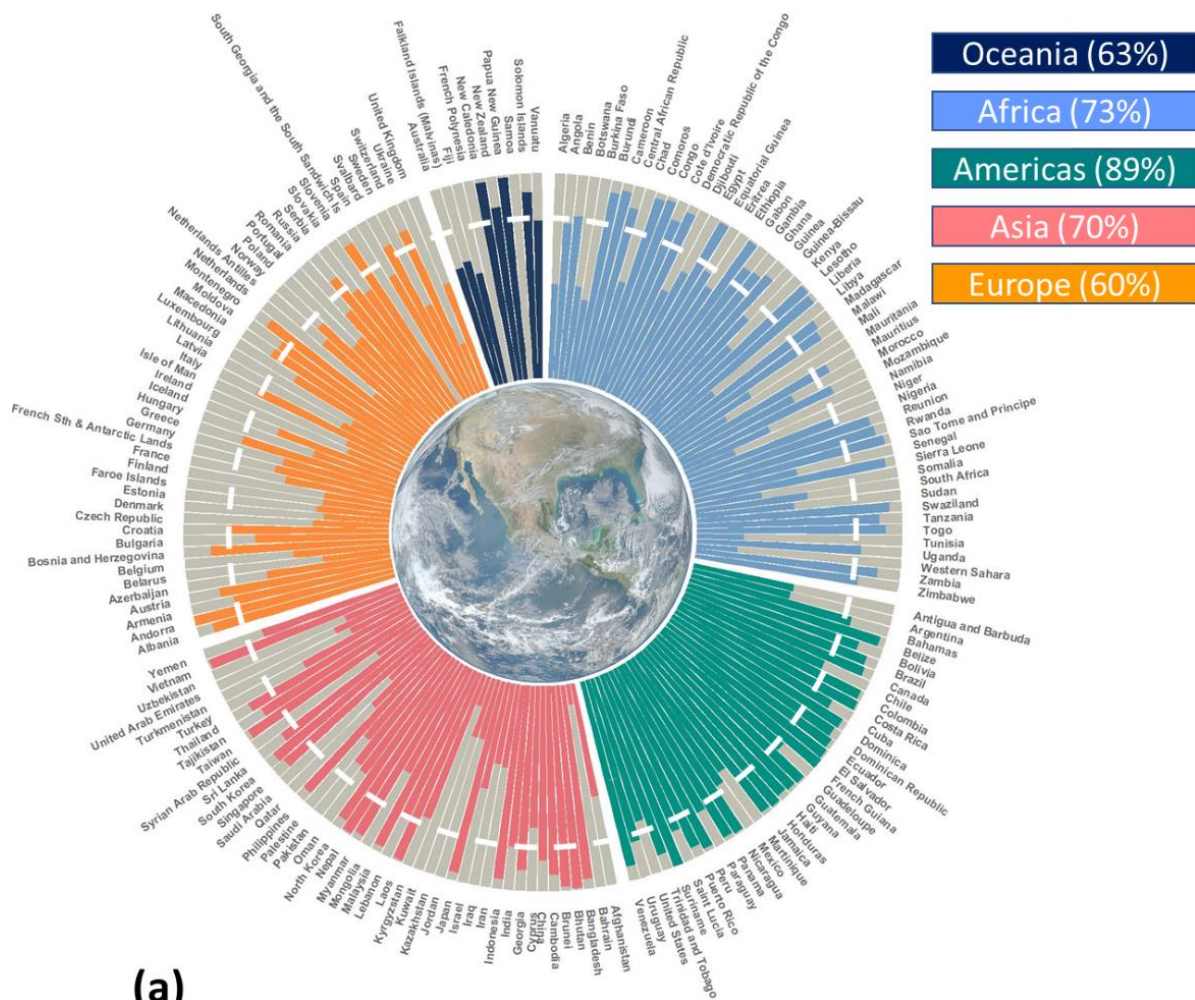 Oceania (63%)
Africa (73%)
Americas (89%)
Asia (70%)
Europe (60%)
Algeria
Angola
Benin
Botswana
Burkina Faso
Burundi
Cameroon
Central African Republic
Chad
Comoros
Congo
Cote d'Ivoire
Democratic Republic of the Congo
Djibouti
Egypt
Equatorial Guinea
Eritrea
Ethiopia
Gabon
Gambia
Ghana
Guinea
Guinea-Bissau
Kenya
Lesotho
Liberia
Libya
Madagascar
Malawi
Mali
Mauritania
Mauritius
Morocco
Mozambique
Namibia
Niger
Nigeria
Reunion
Rwanda
Sao Tome and Principe
Senegal
Sierra Leone
Somalia
South Africa
Sudan
Swaziland
Tanzania
Togo
Tunisia
Uganda
Western Sahara
Zambia
Zimbabwe
Antigua and Barbuda
Argentina
Bahamas
Belize
Bolivia
Brazil
Canada
Chile
Colombia
Costa Rica
Cuba
Dominica
Dominican Republic
Ecuador
El Salvador
French Guiana
Guadeloupe
Guatemala
Guyana
Haiti
Honduras
Jamaica
Martinique
Mexico
Nicaragua
Panama
Paraguay
Peru
Puerto Rico
Saint Lucia
Suriname
Trinidad and Tobago
United States
Uruguay
Venezuela
Afghanistan
Bahrain
Bangladesh
Bhutan
Brunei
Cambodia
China
Cyprus
Georgia
India
Indonesia
Iran
Iraq
Israel
Japan
Jordan
Kazakhstan
Kuwait
Kyrgyzstan
Laos
Lebanon
Malaysia
Mongolia
Myanmar
Nepal
North Korea
Oman
Pakistan
Palestine
Philippines
Qatar
Saudi Arabia
Singapore
South Korea
Sri Lanka
Syrian Arab Republic
Taiwan
Tajikistan
Thailand
Turkey
Turkmenistan
United Arab Emirates
Uzbekistan
Vietnam
Yemen
Albania
Andorra
Armenia
Austria
Azerbaijan
Belarus
Belgium
Bosnia and Herzegovina
Bulgaria
Croatia
Czech Republic
Denmark
Estonia
Faroe Islands
Finland
France
French Sth & Antarctic Lands
Germany
Greece
Hungary
Iceland
Ireland
Isle of Man
Italy
Latvia
Lithuania
Luxembourg
Macedonia
Moldova
Montenegro
Netherlands
Netherlands Antilles
Norway
Poland
Portugal
Romania
Russia
Serbia
Slovakia
Slovenia
South Georgia and the South Sandwich Is
Spain
Svalbard
Sweden
Switzerland
Ukraine
United Kingdom
Australia
Falkland Islands (Malvinas)
Fiji
French Polynesia
New Caledonia
New Zealand
Papua New Guinea
Samoa
Solomon Islands
Vanuatu
(a)